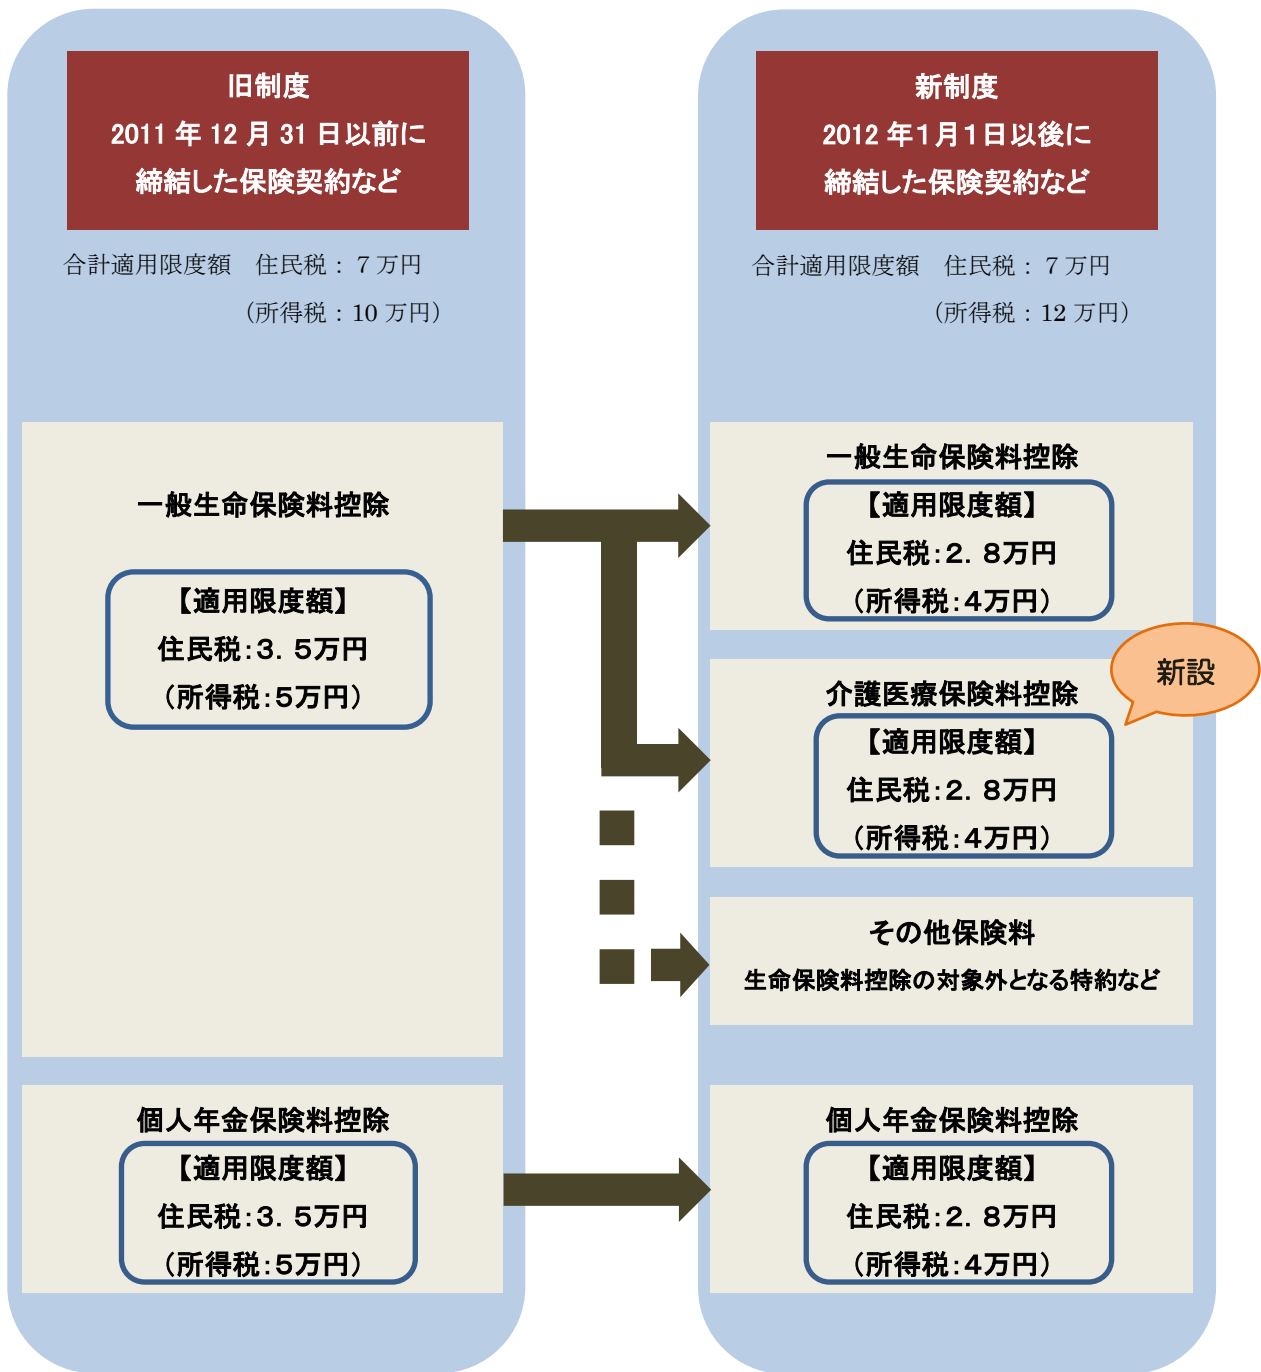 旧制度
2011 年 12 月 31 日以前に
締結した保険契約など
合計適用限度額　住民税：７万円
（所得税：10 万円）
一般生命保険料控除
【適用限度額】
住民税：３．５万円
（所得税：５万円）
個人年金保険料控除
【適用限度額】
住民税：３．５万円
（所得税：５万円）
新制度
2012 年１月１日以後に
締結した保険契約など
合計適用限度額　住民税：７万円
（所得税：12 万円）
一般生命保険料控除
【適用限度額】
住民税：２．８万円
（所得税：４万円）
新設
介護医療保険料控除
【適用限度額】
住民税：２．８万円
（所得税：４万円）
その他保険料
生命保険料控除の対象外となる特約など
個人年金保険料控除
【適用限度額】
住民税：２．８万円
（所得税：４万円）